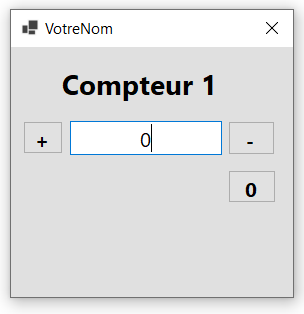 VotreNom
Compteur 1
+ 0 -
0